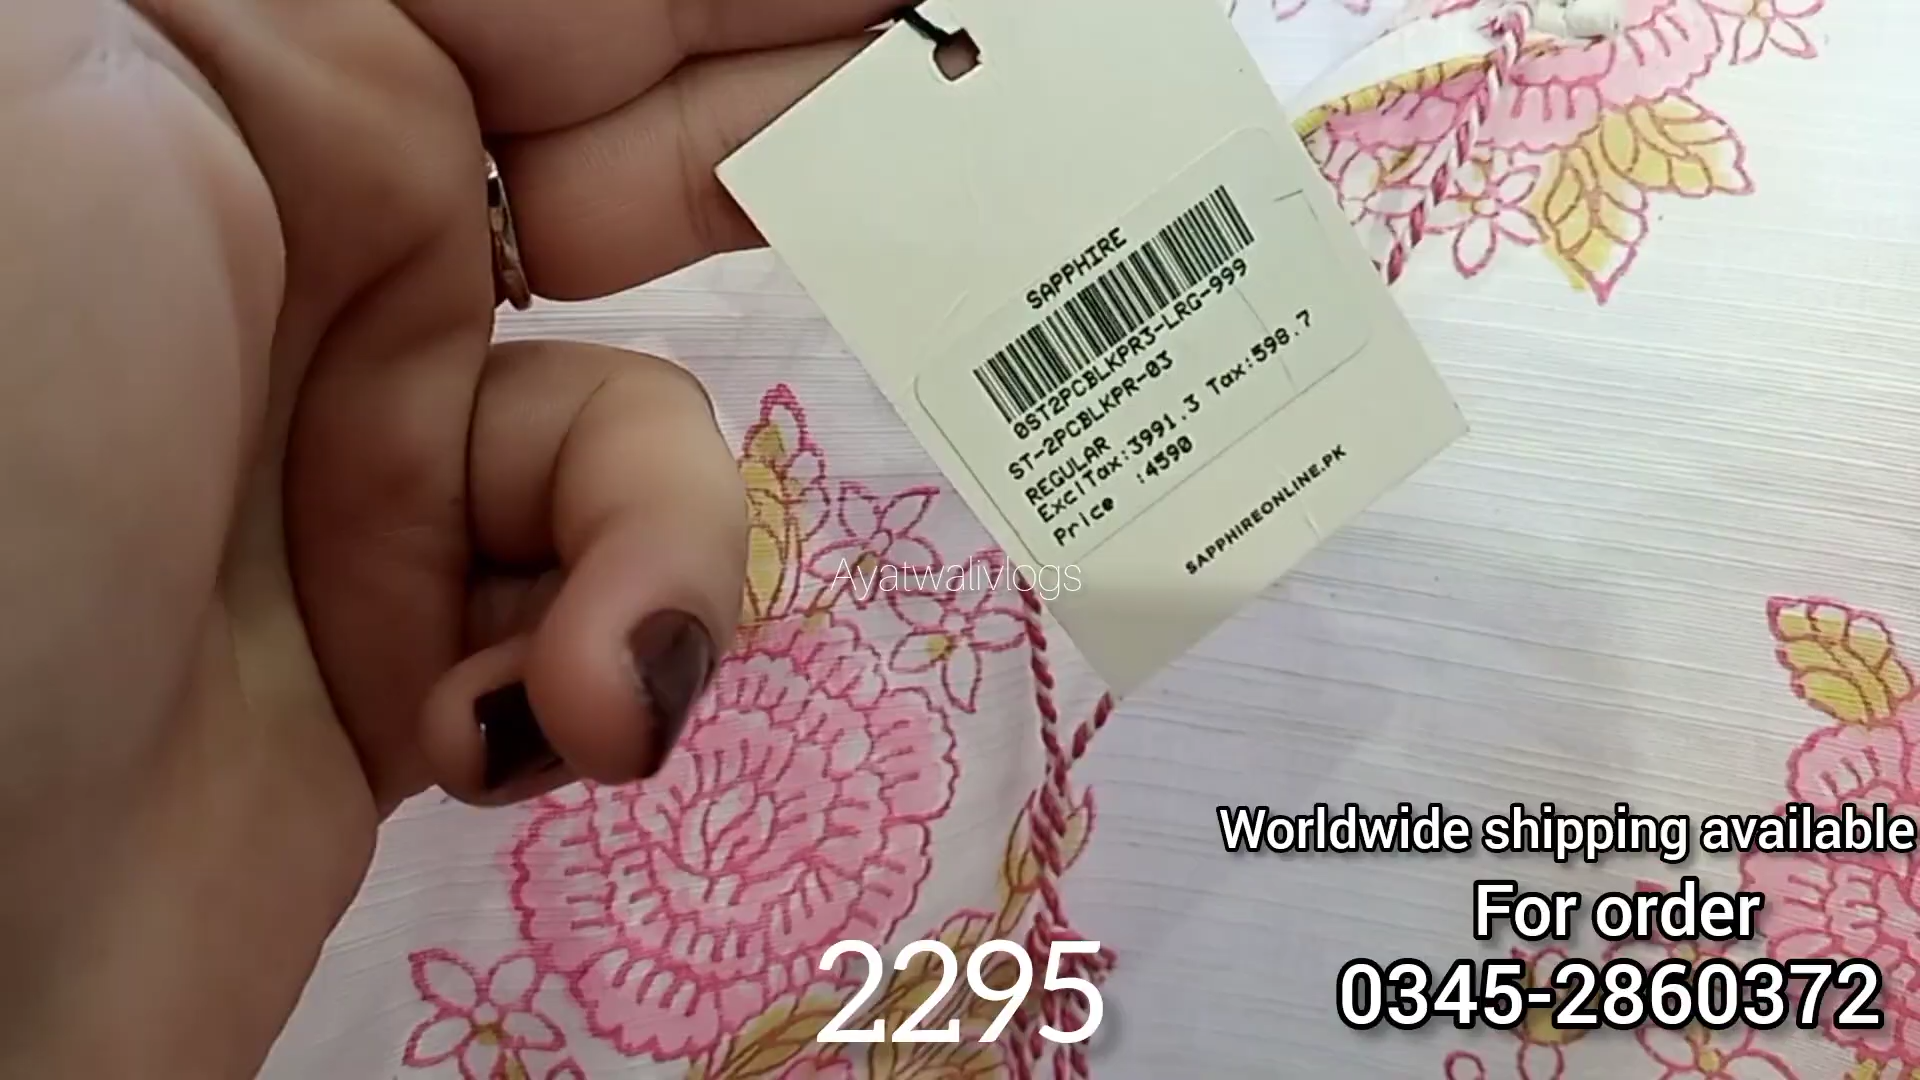 SAPPHIRE
0ST2PCBLKPR3-LRG-999
ST-2PCBLKPR-03
REGULAR
ExclTax:3991.3 Tax:598.7
Price :4590
SAPPHIREONLINE.PK
Ayatwalivlogs
Worldwide shipping available
For order
0345-2860372
2295